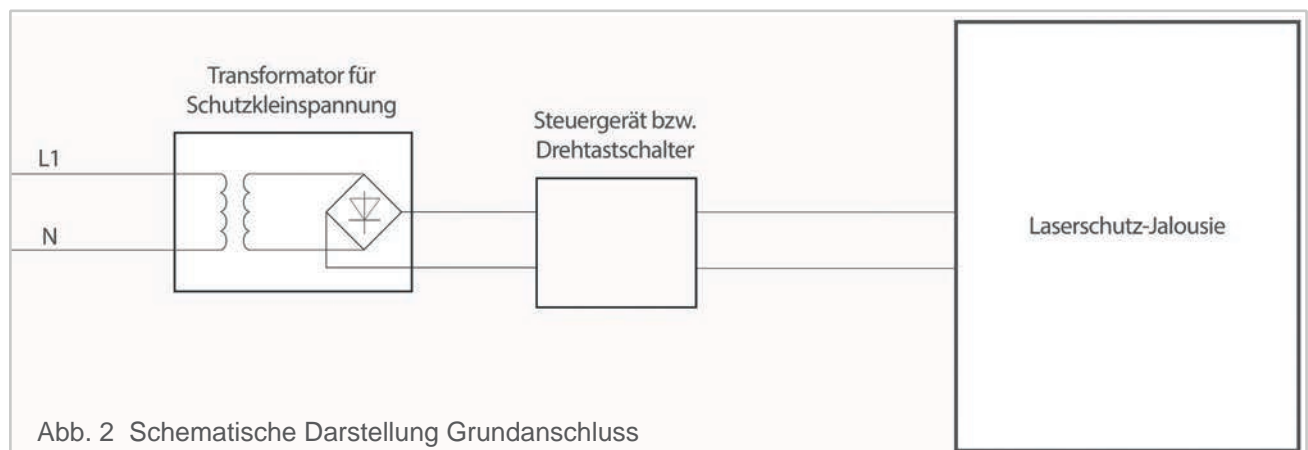 Transformator für
Schutzkleinspannung
Steuergerät bzw.
Drehtastschalter
L1
N
Laserschutz-Jalousie
Abb. 2 Schematische Darstellung Grundanschluss